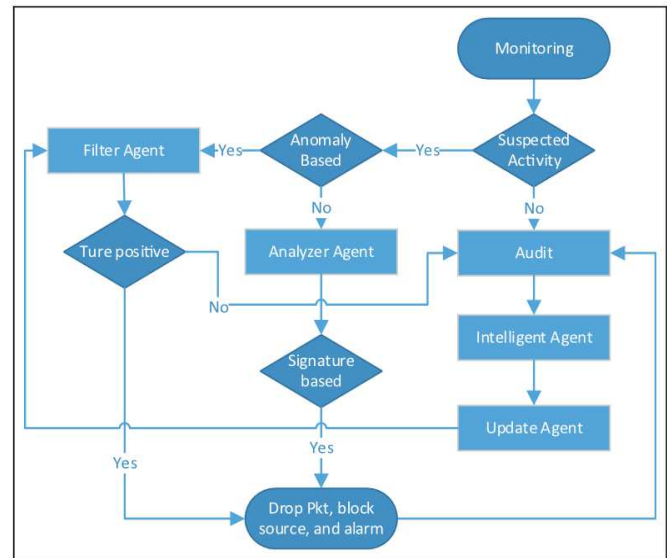 Monitoring
Suspected
Activity
Yes
Anomaly
Based
Yes
Filter Agent
No
No
Ture positive
Analyzer Agent
Audit
No
Intelligent Agent
Signature
based
Update Agent
Yes
Yes
Drop Pkt, block
source, and alarm